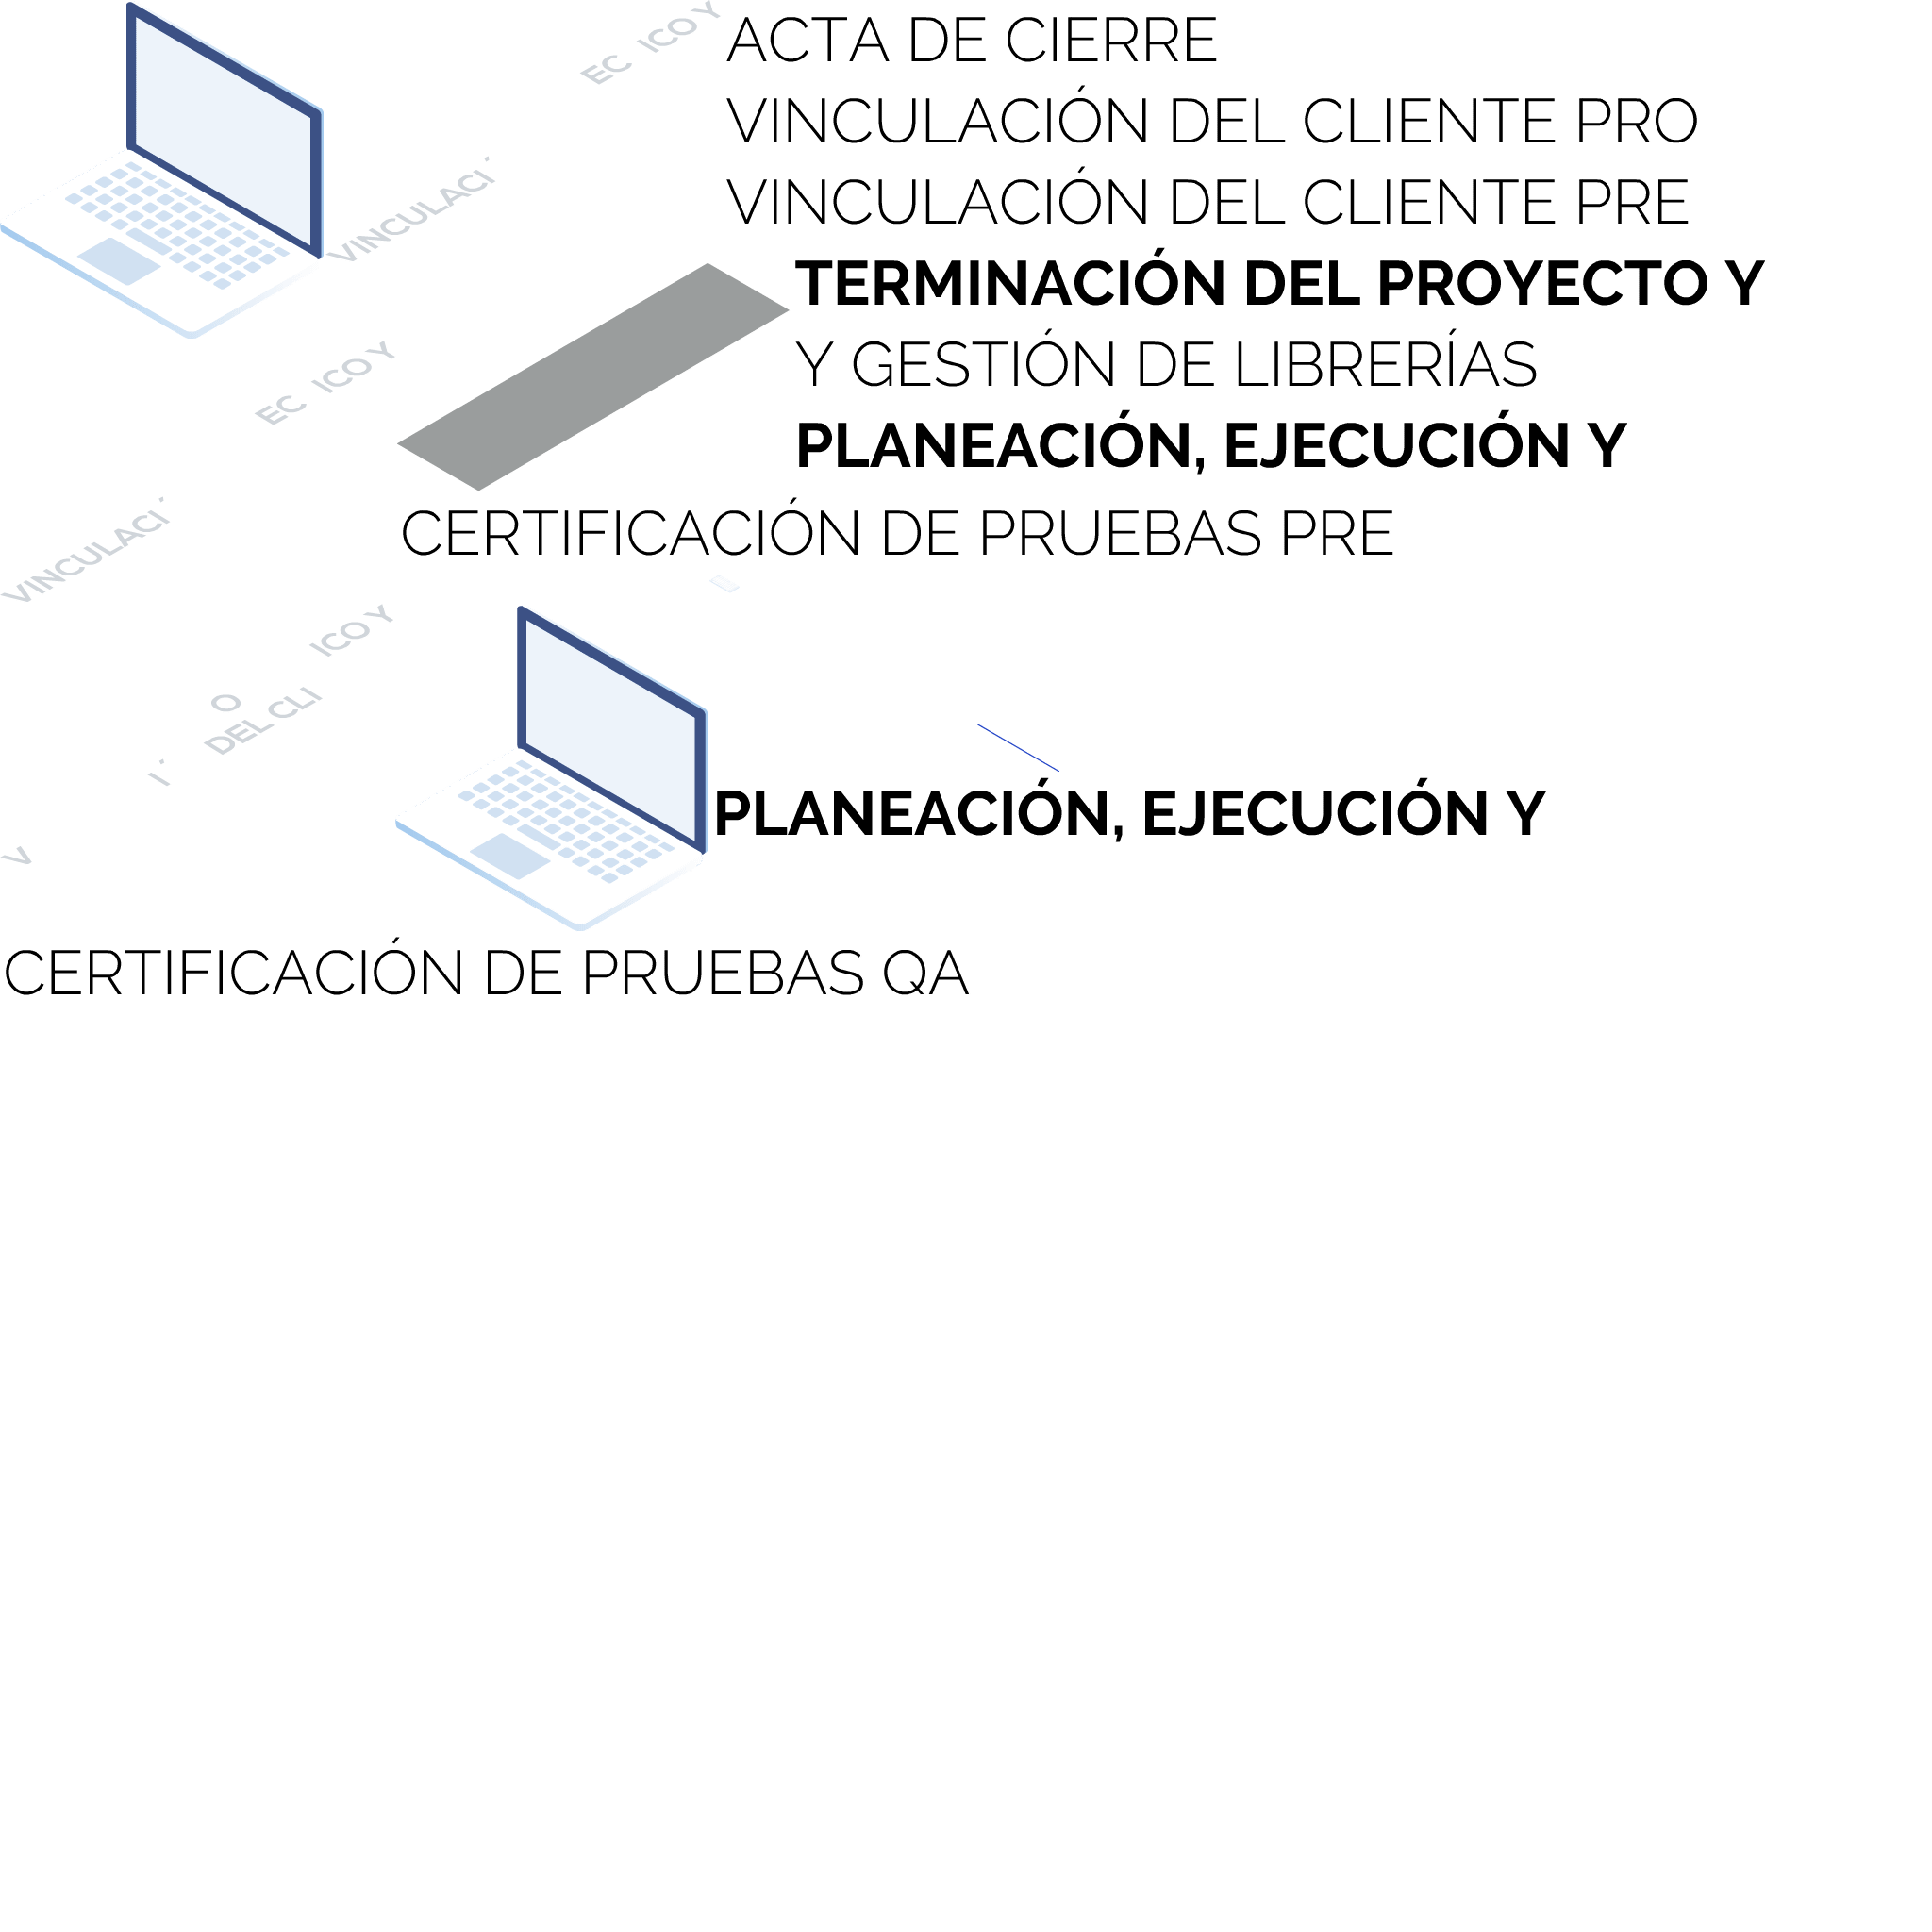 EC ICO Y
ACTA DE CIERRE
VINCULACIÓN DEL CLIENTE PRO
VINCULACI
VINCULACIÓN DEL CLIENTE PRE
TERMINACIÓN DEL PROYECTO Y
Y GESTIÓN DE LIBRERÍAS
EC ICO Y
PLANEACIÓN, EJECUCIÓN Y
CERTIFICACIÓN DE PRUEBAS PRE
VINCULACI
ICO Y
O
DEL CLI
PLANEACIÓN, EJECUCIÓN Y
V
CERTIFICACIÓN DE PRUEBAS QA